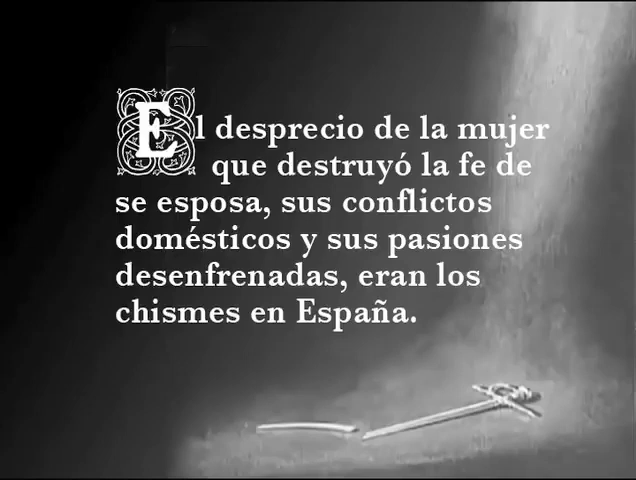 El desprecio de la mujer
que destruyó la fe de
se esposa, sus conflictos
domésticos y sus pasiones
desenfrenadas, eran los
chismes en España.